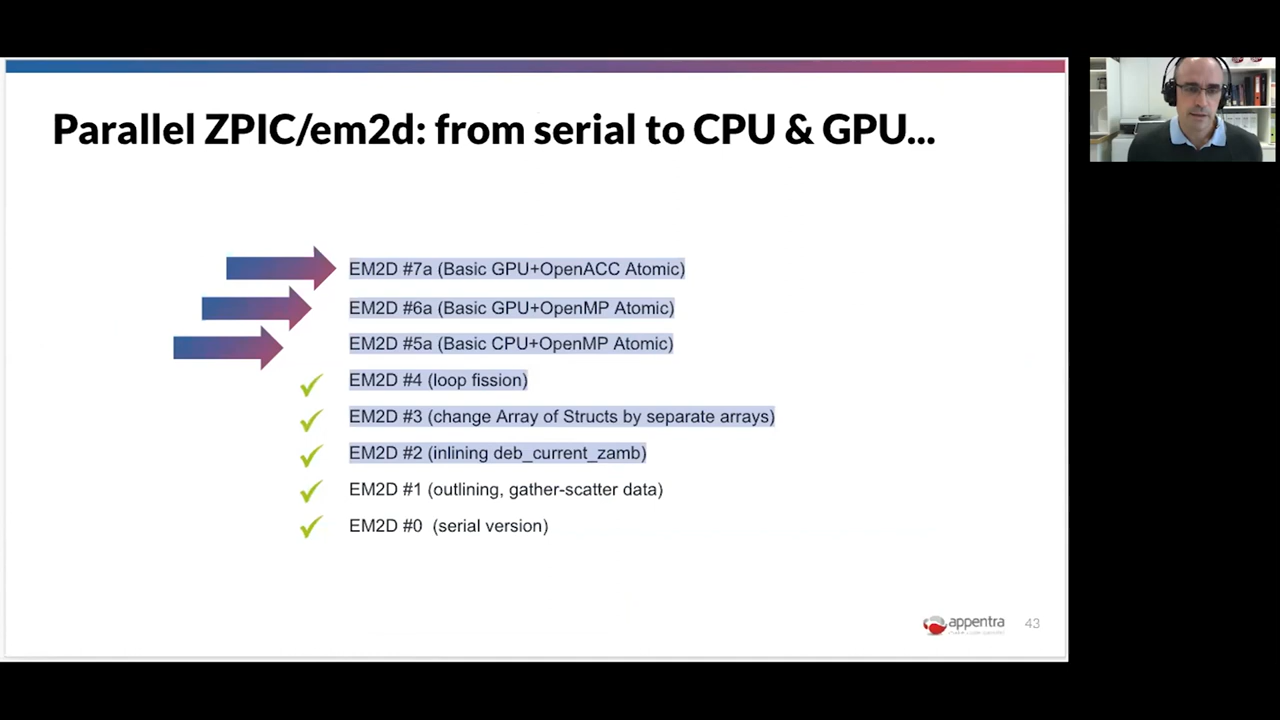 Parallel ZPIC/em2d: from serial to CPU & GPU...
EM2D #7a (Basic GPU+OpenACC Atomic)
EM2D #6a (Basic GPU+OpenMP Atomic)
EM2D #5a (Basic CPU+OpenMP Atomic)
EM2D #4 (loop fission)
EM2D #3 (change Array of Structs by separate arrays)
EM2D #2 (inlining deb_current_zamb)
EM2D #1 (outlining, gather-scatter data)
EM2D #0 (serial version)
appentra
43